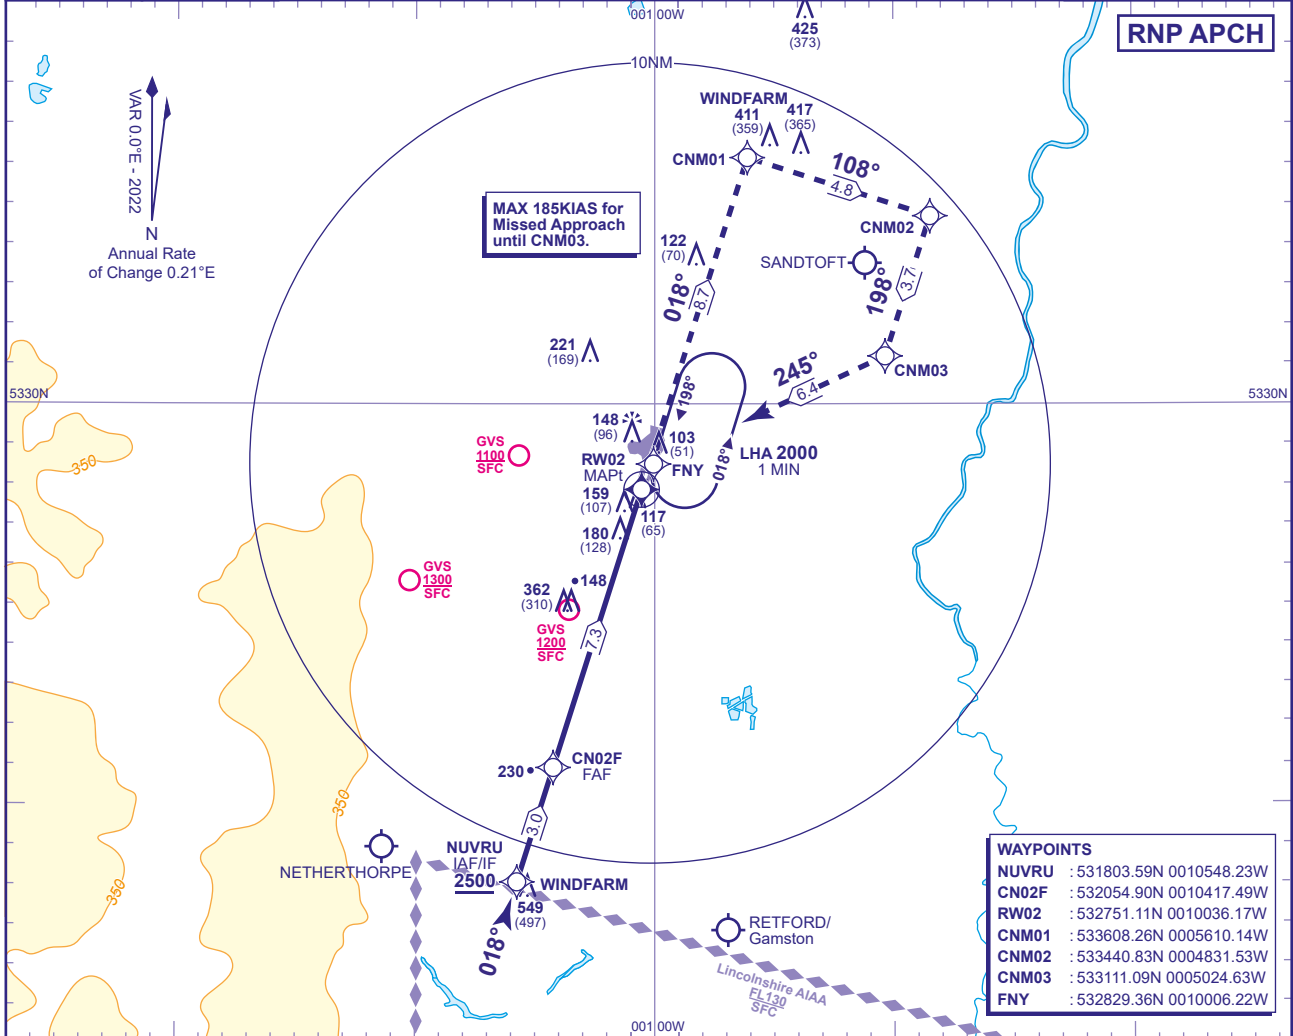 001 00W
RNP APCH
425
(373)
10NM
VAR 0.0°E - 2022
N
Annual Rate
of Change 0.21°E
WINDFARM
411
(359)
417
(365)
CNM01
108°
4.8
MAX 185KIAS for
Missed Approach
until CNM03.
CNM02
122
(70)
SANDTOFT
018°
8.7
198°
3.7
221
(169)
245°
6.4
CNM03
5330N
5330N
198°
148
(96)
103
(51)
GVS
1100
SFC
RW02
MAPt
FNY
018°
LHA 2000
1 MIN
159
(107)
117
(65)
180
(128)
GVS
1300
SFC
148
362
(310)
GVS
1200
SFC
7.3
350
350
350
230
CN02F
FAF
3.0
NETHERTHORPE
NUVRU
IAF/IF
2500
WINDFARM
549
(497)
018°
RETFORD/
Gamston
Lincolnshire AIAA
FL130
SFC
001 00W
WAYPOINTS
NUVRU : 531803.59N 0010548.23W
CN02F : 532054.90N 0010417.49W
RW02 : 532751.11N 0010036.17W
CNM01 : 533608.26N 0005610.14W
CNM02 : 533440.83N 0004831.53W
CNM03 : 533111.09N 0005024.63W
FNY : 532829.36N 0010006.22W